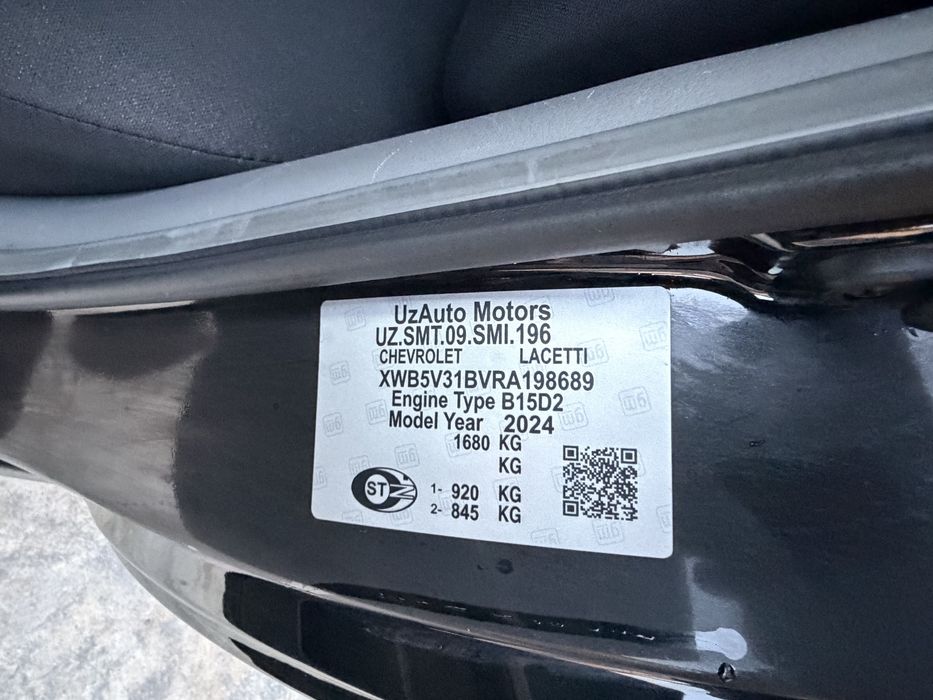 UzAuto Motors
UZ.SMT.09.SMI.196
CHEVROLET LACETTI
XWB5V31BVRA198689
Engine Type B15D2
Model Year 2024
1680 KG
KG
1- 920 KG
2- 845 KG
ST